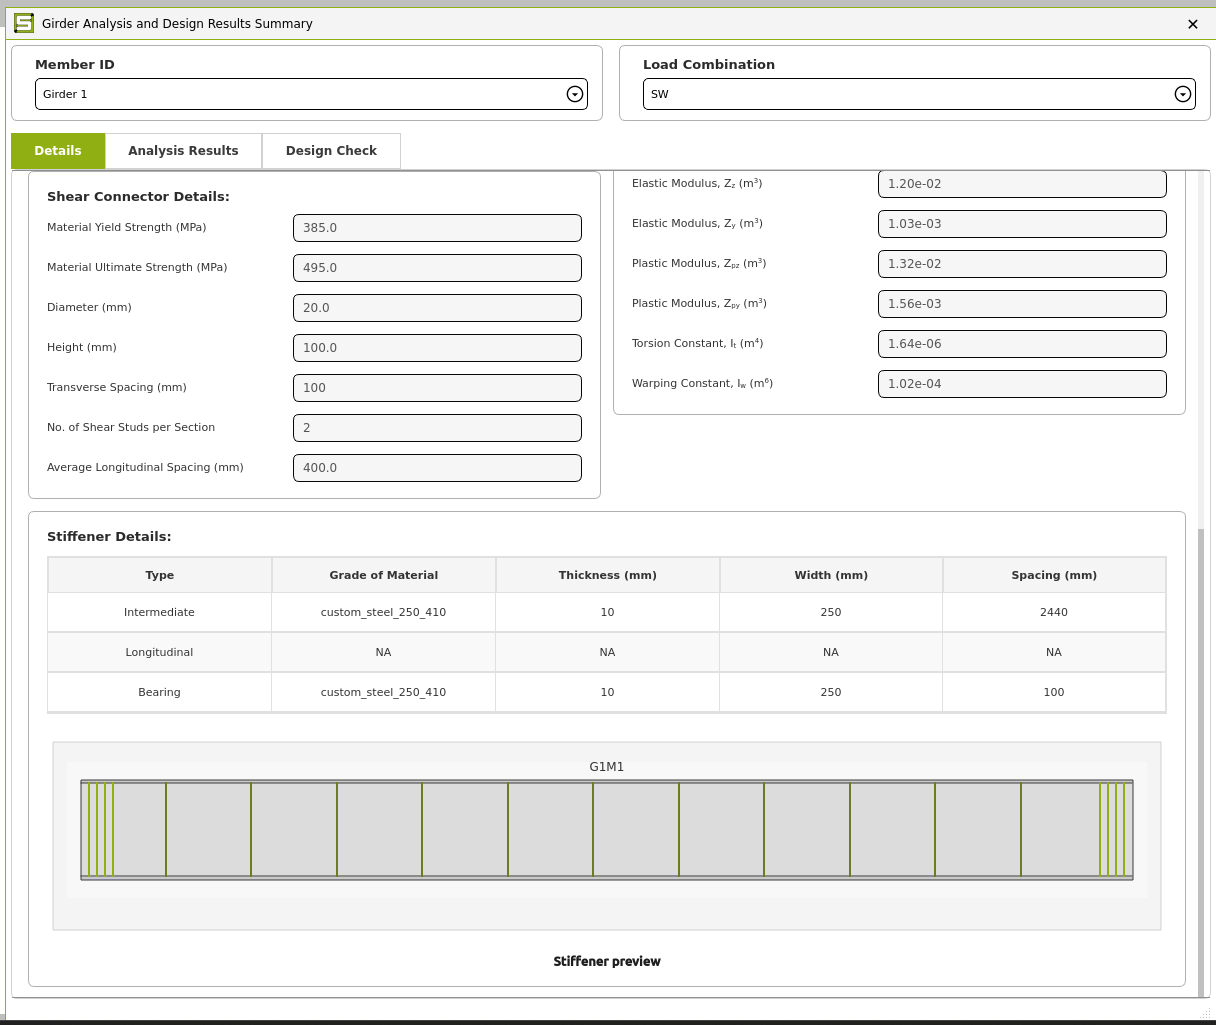 Girder Analysis and Design Results Summary
Member ID
Girder 1
Load Combination
SW
Details
Analysis Results
Design Check
Shear Connector Details:
Material Yield Strength (MPa) 385.0
Material Ultimate Strength (MPa) 495.0
Diameter (mm) 20.0
Height (mm) 100.0
Transverse Spacing (mm) 100
No. of Shear Studs per Section 2
Average Longitudinal Spacing (mm) 400.0
Elastic Modulus, Z₂ (m³) 1.20e-02
Elastic Modulus, Zᵧ (m³) 1.03e-03
Plastic Modulus, Zₚ₂ (m³) 1.32e-02
Plastic Modulus, Zₚᵧ (m³) 1.56e-03
Torsion Constant, Iₜ (m⁴) 1.64e-06
Warping Constant, I_w (m⁶) 1.02e-04
Stiffener Details:
Type Grade of Material Thickness (mm) Width (mm) Spacing (mm)
Intermediate custom_steel_250_410 10 250 2440
Longitudinal NA NA NA NA
Bearing custom_steel_250_410 10 250 100
G1M1
Stiffener preview